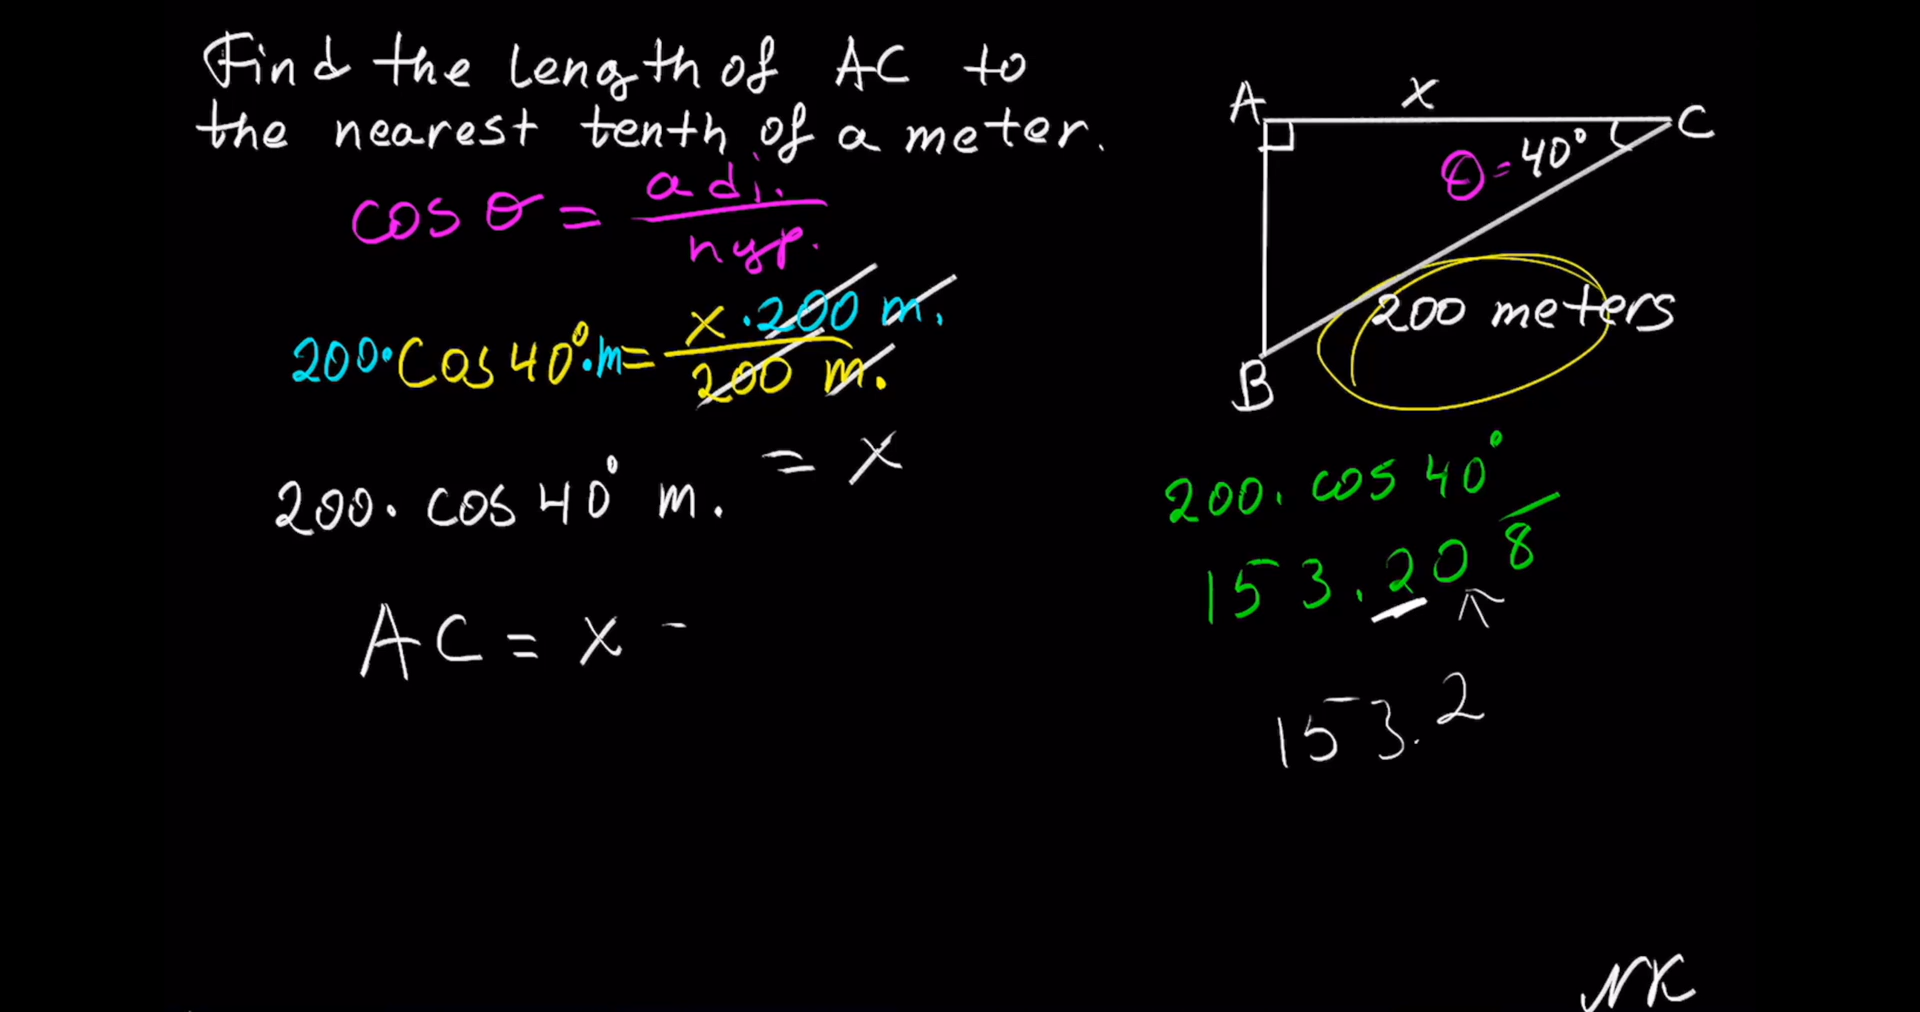 Find the length of AC to
the nearest tenth of a meter.
cos θ = adj. / hyp.
200·cos 40°·m = x·200 m. / 200 m.
200·cos 40° m. = x
AC = x -
A x C
θ = 40°
200 meters
B
200·cos 40°
153.208
153.2
NK